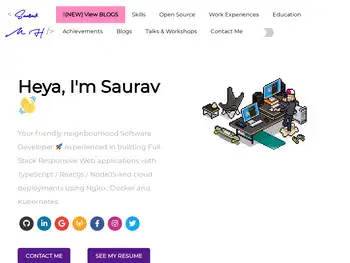 < Saurav
M H />
!(NEW) View BLOGS
Skills
Open Source
Work Experiences
Education
Achievements
Blogs
Talks & Workshops
Contact Me
Heya, I'm Saurav
👋
Your friendly neighbourhood Software
Developer 🚀 experienced in building Full
Stack Responsive Web applications with
TypeScript / Reactjs / NodeJS and cloud
deployments using Nginx, Docker and
Kubernetes.
CONTACT ME
SEE MY RESUME